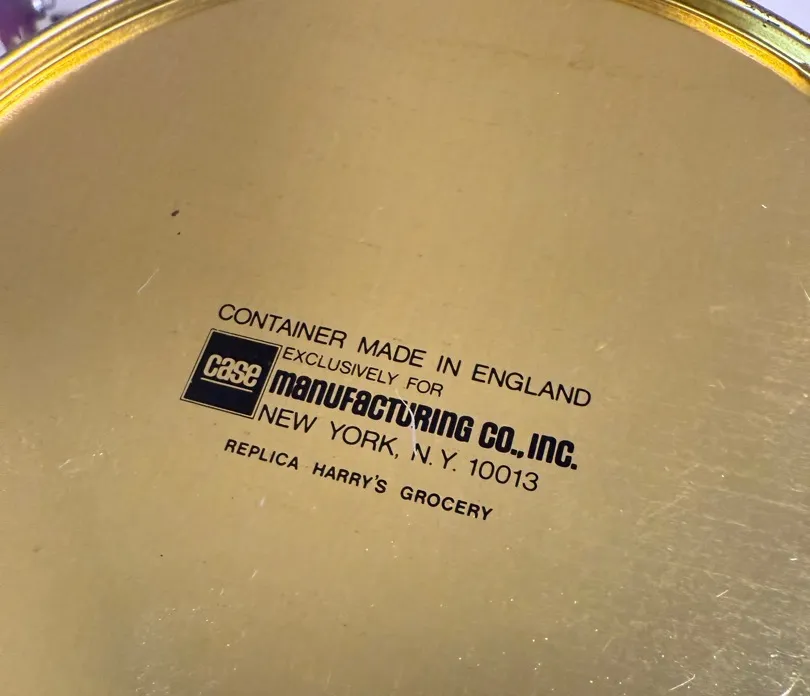 CONTAINER MADE IN ENGLAND
EXCLUSIVELY FOR
case manufacturing co., inc.
NEW YORK, N.Y. 10013
REPLICA HARRY'S GROCERY